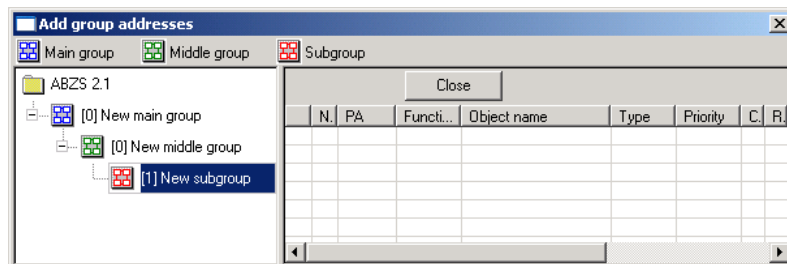 Add group addresses
Main group Middle group Subgroup
ABZS 2.1
[0] New main group
[0] New middle group
[1] New subgroup
Close
N. PA Functi... Object name Type Priority C. R.